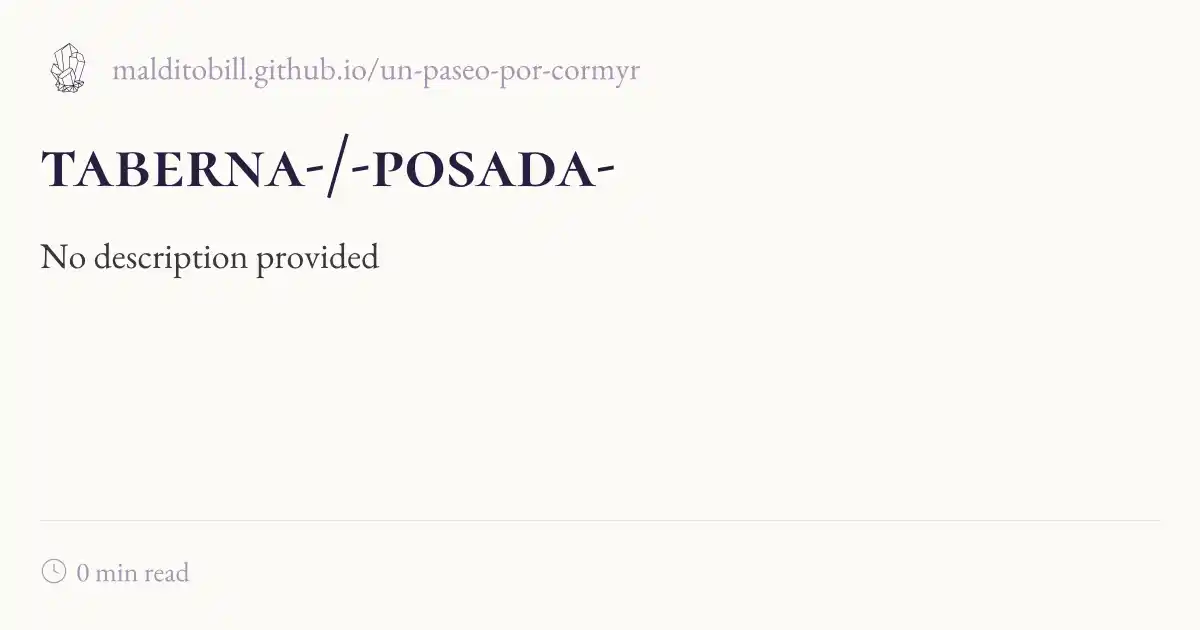 malditobill.github.io/un-paseo-por-cormyr
TABERNA-/-POSADA-
No description provided
0 min read